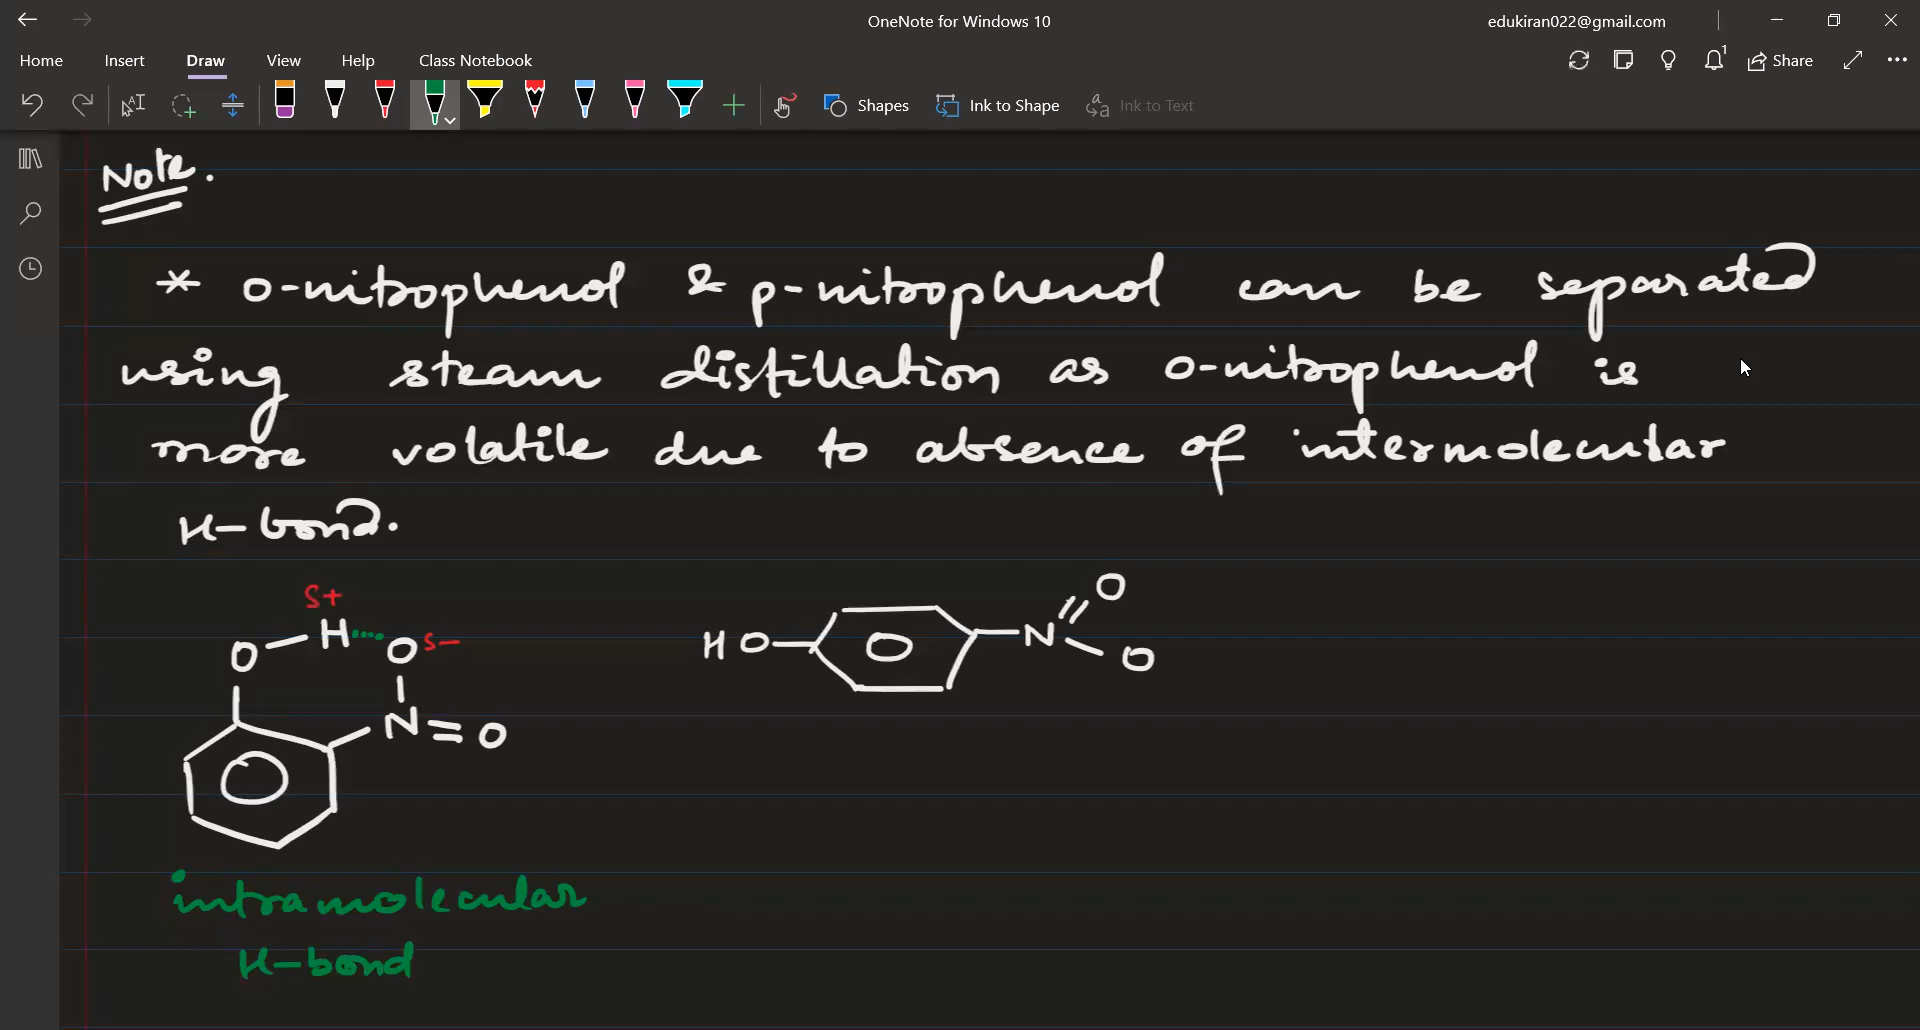 OneNote for Windows 10
edukiran022@gmail.com
Home Insert Draw View Help Class Notebook
1
Share
Shapes Ink to Shape Ink to Text
Note.
* o-nitrophenol & p-nitrophenol can be separated
using steam distillation as o-nitrophenol is
more volatile due to absence of intermolecular
H-bond.
δ+
O-H....O δ-
N=O
HO N O
O
intramolecular
H-bond